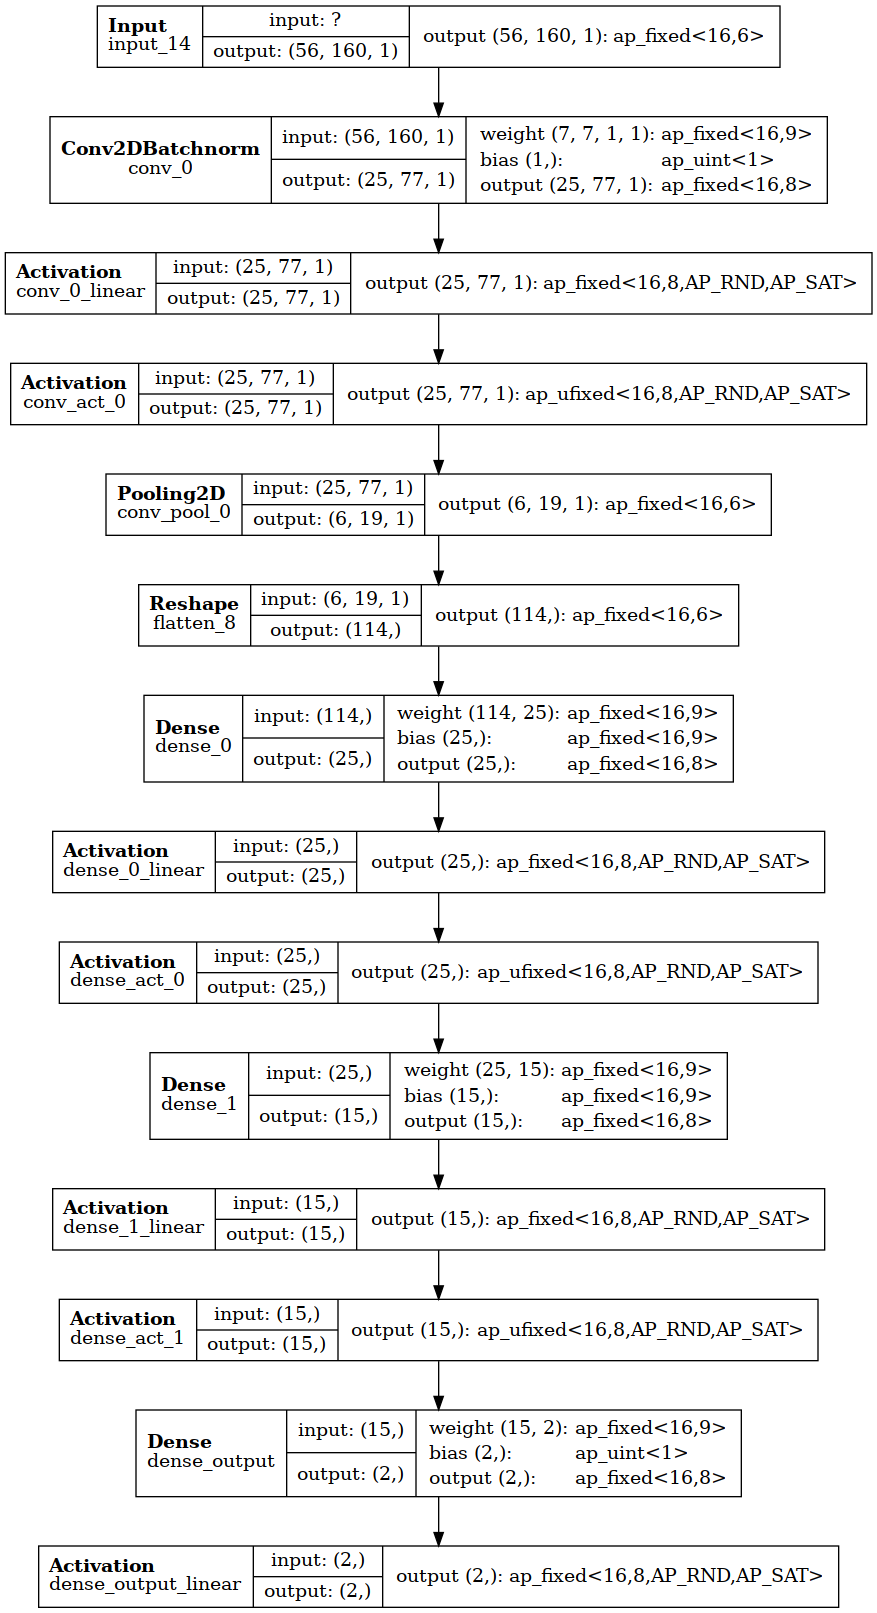 Input
input_14
input: ?
output: (56, 160, 1)
output (56, 160, 1): ap_fixed<16,6>
Conv2DBatchnorm
conv_0
input: (56, 160, 1)
output: (25, 77, 1)
weight (7, 7, 1, 1): ap_fixed<16,9>
bias (1,): ap_uint<1>
output (25, 77, 1): ap_fixed<16,8>
Activation
conv_0_linear
input: (25, 77, 1)
output: (25, 77, 1)
output (25, 77, 1): ap_fixed<16,8,AP_RND,AP_SAT>
Activation
conv_act_0
input: (25, 77, 1)
output: (25, 77, 1)
output (25, 77, 1): ap_ufixed<16,8,AP_RND,AP_SAT>
Pooling2D
conv_pool_0
input: (25, 77, 1)
output: (6, 19, 1)
output (6, 19, 1): ap_fixed<16,6>
Reshape
flatten_8
input: (6, 19, 1)
output: (114,)
output (114,): ap_fixed<16,6>
Dense
dense_0
input: (114,)
output: (25,)
weight (114, 25): ap_fixed<16,9>
bias (25,): ap_fixed<16,9>
output (25,): ap_fixed<16,8>
Activation
dense_0_linear
input: (25,)
output: (25,)
output (25,): ap_fixed<16,8,AP_RND,AP_SAT>
Activation
dense_act_0
input: (25,)
output: (25,)
output (25,): ap_ufixed<16,8,AP_RND,AP_SAT>
Dense
dense_1
input: (25,)
output: (15,)
weight (25, 15): ap_fixed<16,9>
bias (15,): ap_fixed<16,9>
output (15,): ap_fixed<16,8>
Activation
dense_1_linear
input: (15,)
output: (15,)
output (15,): ap_fixed<16,8,AP_RND,AP_SAT>
Activation
dense_act_1
input: (15,)
output: (15,)
output (15,): ap_ufixed<16,8,AP_RND,AP_SAT>
Dense
dense_output
input: (15,)
output: (2,)
weight (15, 2): ap_fixed<16,9>
bias (2,): ap_uint<1>
output (2,): ap_fixed<16,8>
Activation
dense_output_linear
input: (2,)
output: (2,)
output (2,): ap_fixed<16,8,AP_RND,AP_SAT>